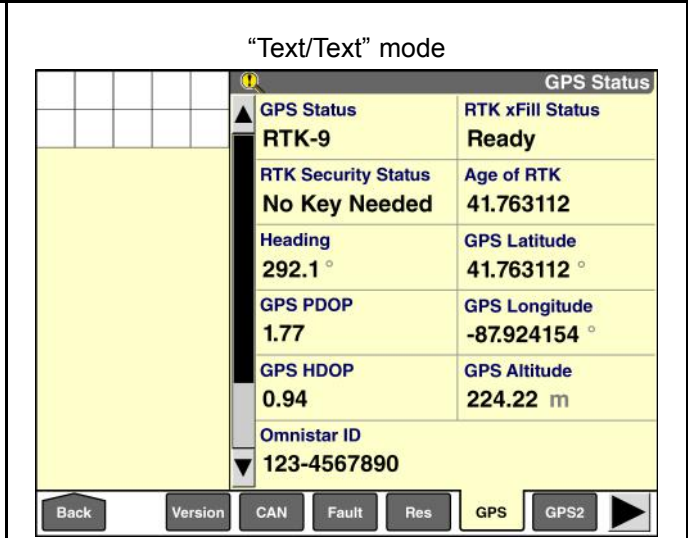 “Text/Text” mode
GPS Status
GPS Status
RTK xFill Status
RTK-9
Ready
RTK Security Status
Age of RTK
No Key Needed
41.763112
Heading
GPS Latitude
292.1 °
41.763112 °
GPS PDOP
GPS Longitude
1.77
-87.924154 °
GPS HDOP
GPS Altitude
0.94
224.22 m
Omnistar ID
123-4567890
Back
Version
CAN
Fault
Res
GPS
GPS2